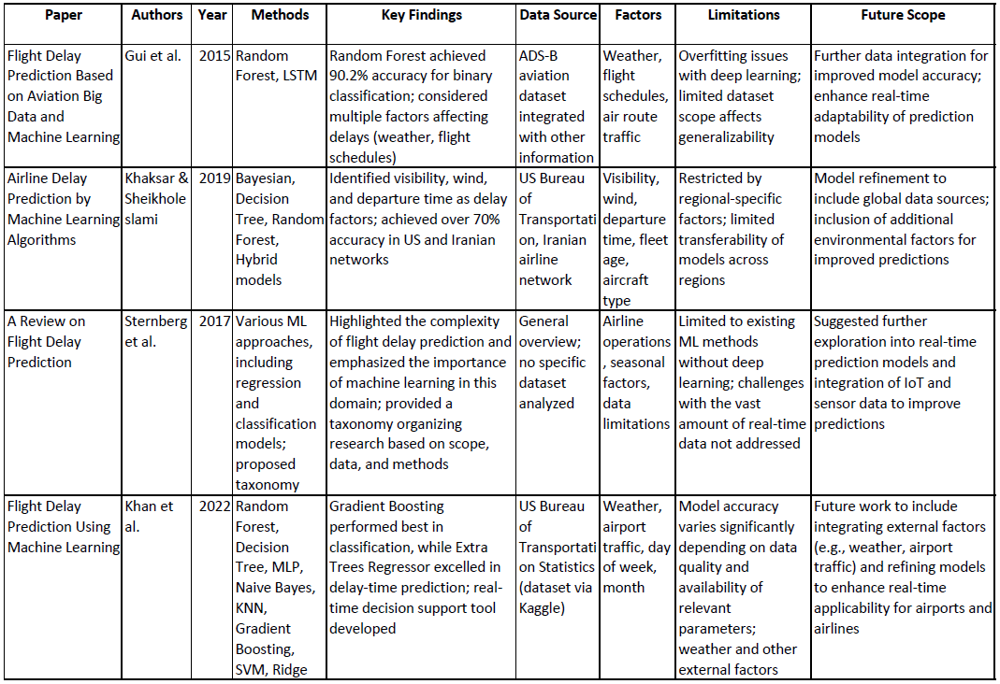 Paper Authors Year Methods Key Findings Data Source Factors Limitations Future Scope
Flight Delay
Prediction Based
on Aviation Big
Data and
Machine Learning
Gui et al.
2015
Random
Forest, LSTM
Random Forest achieved
90.2% accuracy for binary
classification; considered
multiple factors affecting
delays (weather, flight
schedules)
ADS-B
aviation
dataset
integrated
with other
information
Weather,
flight
schedules,
air route
traffic
Overfitting issues
with deep learning;
limited dataset
scope affects
generalizability
Further data integration for
improved model accuracy;
enhance real-time
adaptability of prediction
models
Airline Delay
Prediction by
Machine Learning
Algorithms
Khaksar &
Sheikhole
slami
2019
Bayesian,
Decision
Tree, Random
Forest,
Hybrid
models
Identified visibility, wind,
and departure time as delay
factors; achieved over 70%
accuracy in US and Iranian
networks
US Bureau
of
Transportati
on, Iranian
airline
network
Visibility,
wind,
departure
time, fleet
age,
aircraft
type
Restricted by
regional-specific
factors; limited
transferability of
models across
regions
Model refinement to
include global data sources;
inclusion of additional
environmental factors for
improved predictions
A Review on
Flight Delay
Prediction
Sternberg
et al.
2017
Various ML
approaches,
including
regression
and
classification
models;
proposed
taxonomy
Highlighted the complexity
of flight delay prediction and
emphasized the importance
of machine learning in this
domain; provided a
taxonomy organizing
research based on scope,
data, and methods
General
overview;
no specific
dataset
analyzed
Airline
operations
, seasonal
factors,
data
limitations
Limited to existing
ML methods
without deep
learning; challenges
with the vast
amount of real-time
data not addressed
Suggested further
exploration into real-time
prediction models and
integration of IoT and
sensor data to improve
predictions
Flight Delay
Prediction Using
Machine Learning
Khan et
al.
2022
Random
Forest,
Decision
Tree, MLP,
Naive Bayes,
KNN,
Gradient
Boosting,
SVM, Ridge
Gradient Boosting
performed best in
classification, while Extra
Trees Regressor excelled in
delay-time prediction; real-
time decision support tool
developed
US Bureau
of
Transportati
on Statistics
(dataset via
Kaggle)
Weather,
airport
traffic, day
of week,
month
Model accuracy
varies significantly
depending on data
quality and
availability of
relevant
parameters;
weather and other
external factors
Future work to include
integrating external factors
(e.g., weather, airport
traffic) and refining models
to enhance real-time
applicability for airports and
airlines